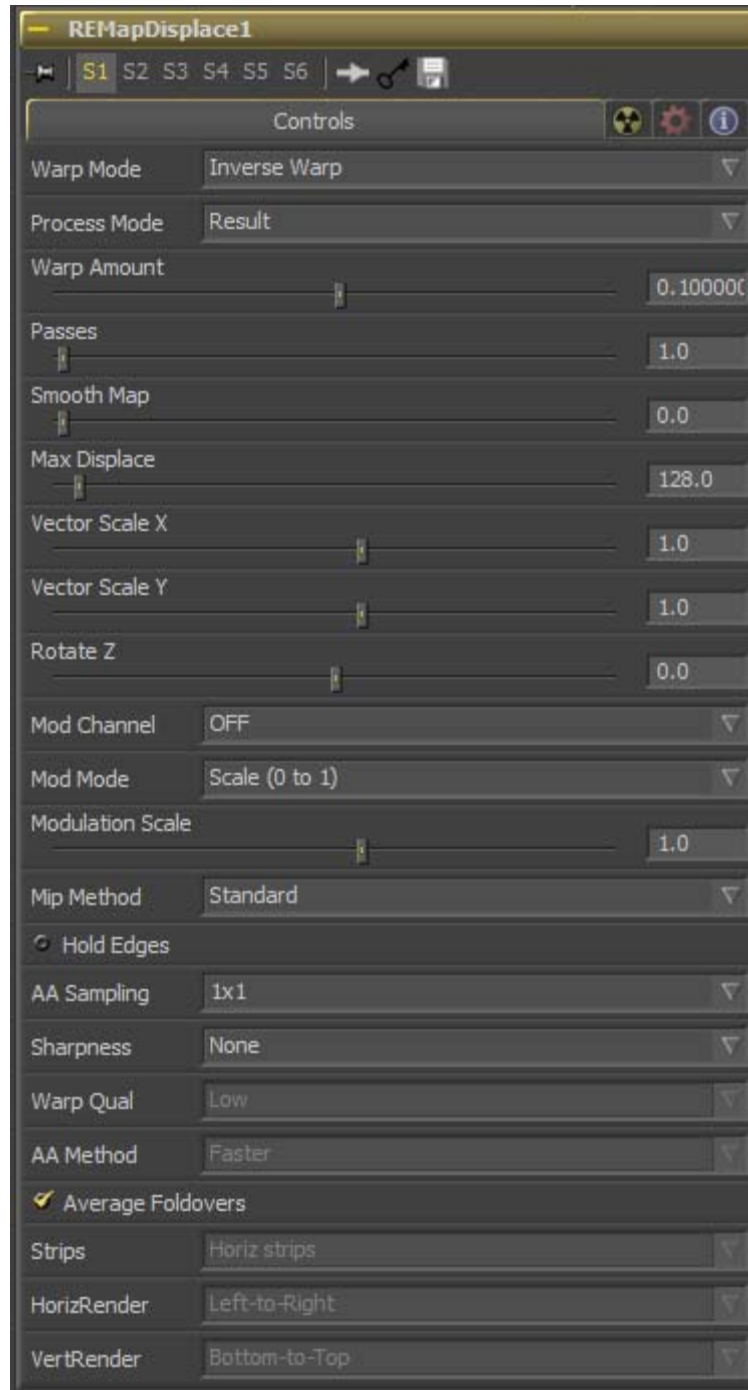 REMapDisplace1
S1 S2 S3 S4 S5 S6
Controls
Warp Mode Inverse Warp
Process Mode Result
Warp Amount
0.100000
Passes
1.0
Smooth Map
0.0
Max Displace
128.0
Vector Scale X
1.0
Vector Scale Y
1.0
Rotate Z
0.0
Mod Channel OFF
Mod Mode Scale (0 to 1)
Modulation Scale
1.0
Mip Method Standard
Hold Edges
AA Sampling 1x1
Sharpness None
Warp Qual Low
AA Method Faster
Average Foldovers
Strips Horiz strips
HorizRender Left-to-Right
VertRender Bottom-to-Top